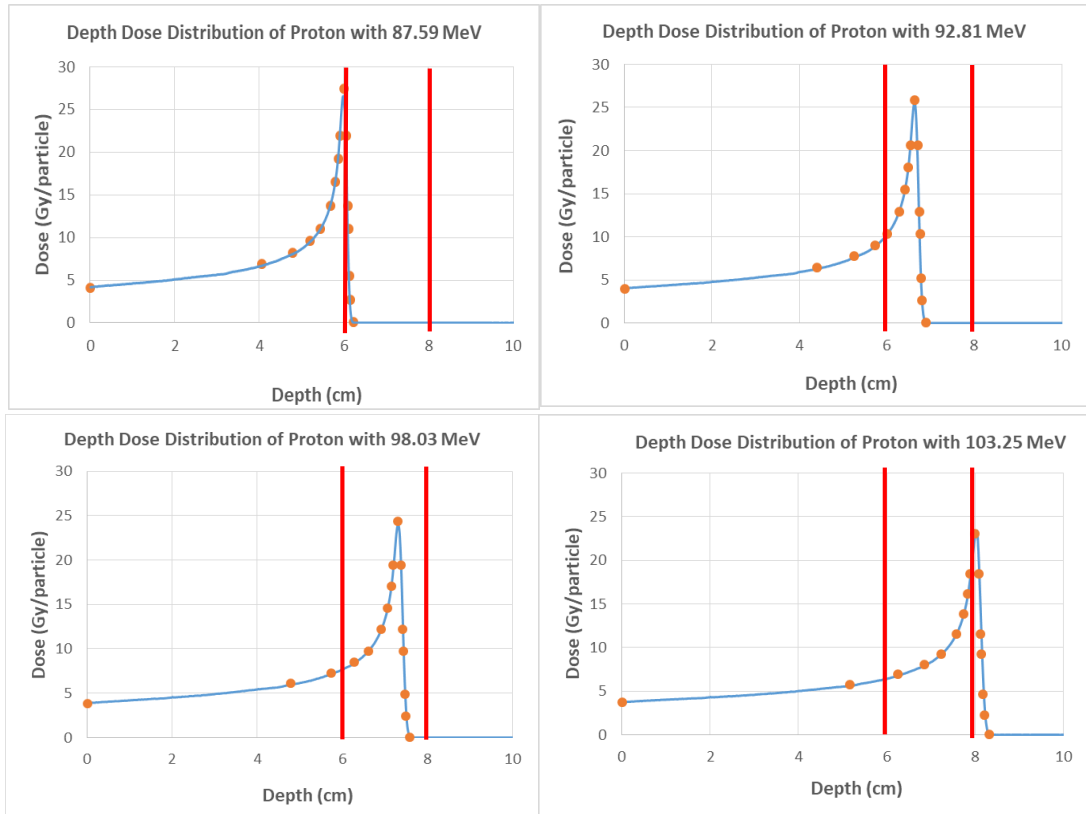 Depth Dose Distribution of Proton with 87.59 MeV
Dose (Gy/particle)
30
25
20
15
10
5
0
0 2 4 6 8 10
Depth (cm)
Depth Dose Distribution of Proton with 92.81 MeV
Dose (Gy/particle)
30
25
20
15
10
5
0
0 2 4 6 8 10
Depth (cm)
Depth Dose Distribution of Proton with 98.03 MeV
Dose (Gy/particle)
30
25
20
15
10
5
0
0 2 4 6 8 10
Depth (cm)
Depth Dose Distribution of Proton with 103.25 MeV
Dose (Gy/particle)
30
25
20
15
10
5
0
0 2 4 6 8 10
Depth (cm)